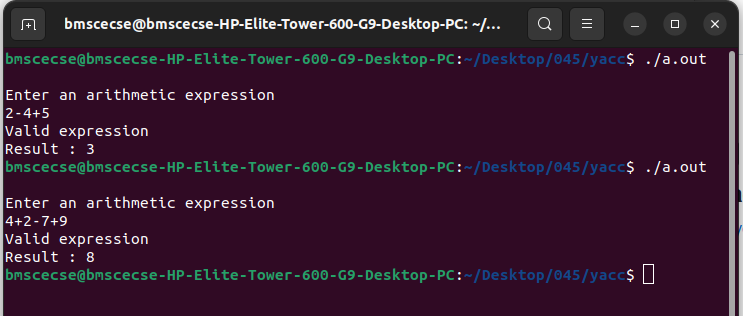 bmscecse@bmscecse-HP-Elite-Tower-600-G9-Desktop-PC: ~/...
bmscecse@bmscecse-HP-Elite-Tower-600-G9-Desktop-PC:~/Desktop/045/yacc$ ./a.out
Enter an arithmetic expression
2-4+5
Valid expression
Result : 3
bmscecse@bmscecse-HP-Elite-Tower-600-G9-Desktop-PC:~/Desktop/045/yacc$ ./a.out
Enter an arithmetic expression
4+2-7+9
Valid expression
Result : 8
bmscecse@bmscecse-HP-Elite-Tower-600-G9-Desktop-PC:~/Desktop/045/yacc$